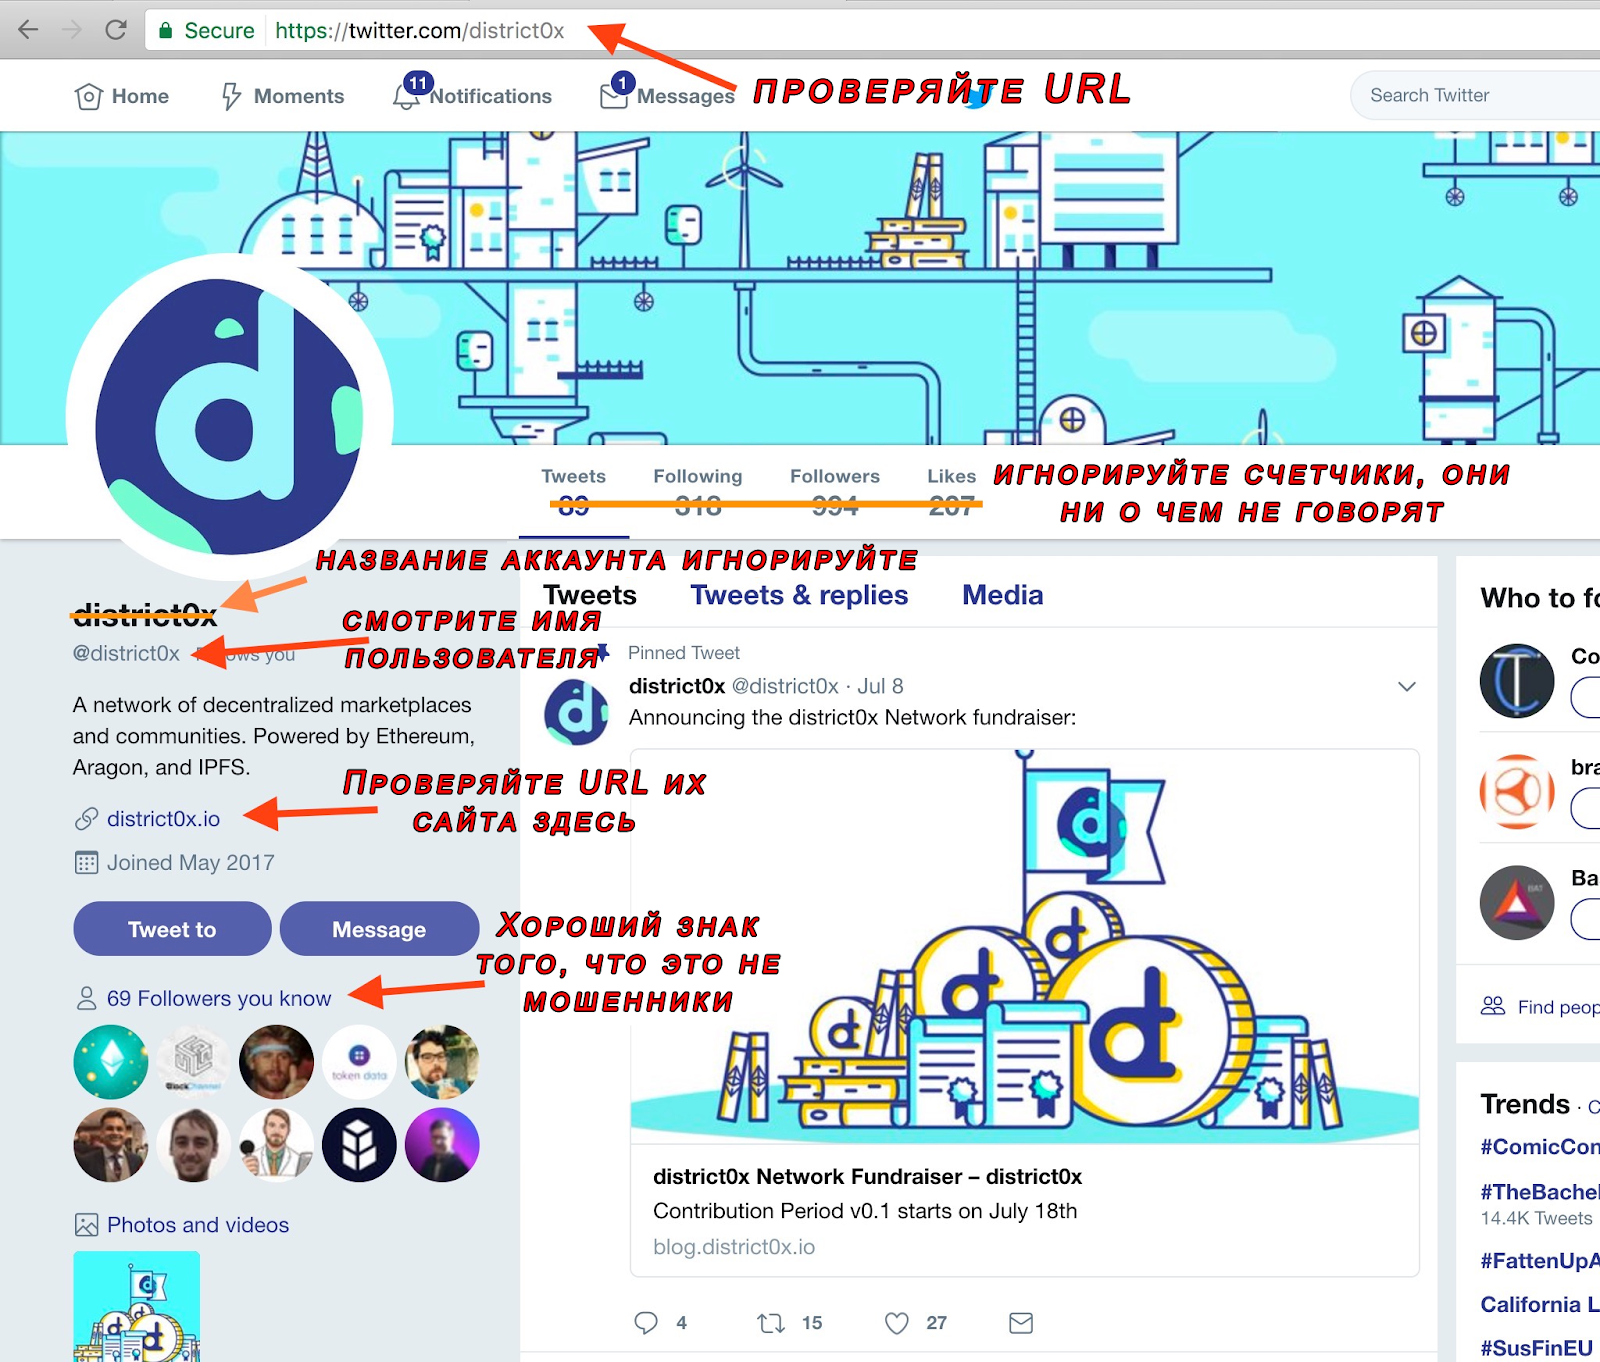 Secure https://twitter.com/district0x
Home Moments 11 Notifications 1 Messages ПРОВЕРЯЙТЕ URL Search Twitter
Tweets Following Followers Likes
89 318 994 207
ИГНОРИРУЙТЕ СЧЕТЧИКИ, ОНИ
НИ О ЧЕМ НЕ ГОВОРЯТ
НАЗВАНИЕ АККАУНТА ИГНОРИРУЙТЕ
district0x
СМОТРИТЕ ИМЯ
ПОЛЬЗОВАТЕЛЯ
@district0x Follows you
A network of decentralized marketplaces
and communities. Powered by Ethereum,
Aragon, and IPFS.
ПРОВЕРЯЙТЕ URL ИХ
САЙТА ЗДЕСЬ
district0x.io
Joined May 2017
Tweet to Message
ХОРОШИЙ ЗНАК
ТОГО, ЧТО ЭТО НЕ
МОШЕННИКИ
69 Followers you know
token data
BlockChannel
Photos and videos
Tweets Tweets & replies Media
Pinned Tweet
district0x @district0x · Jul 8
Announcing the district0x Network fundraiser:
district0x Network Fundraiser – district0x
Contribution Period v0.1 starts on July 18th
blog.district0x.io
4 15 27
Who to fo
Co
bra
BAT
Ba
Find peop
Trends · C
#ComicCon
#TheBachel
14.4K Tweets
#FattenUpA
California L
#SusFinEU